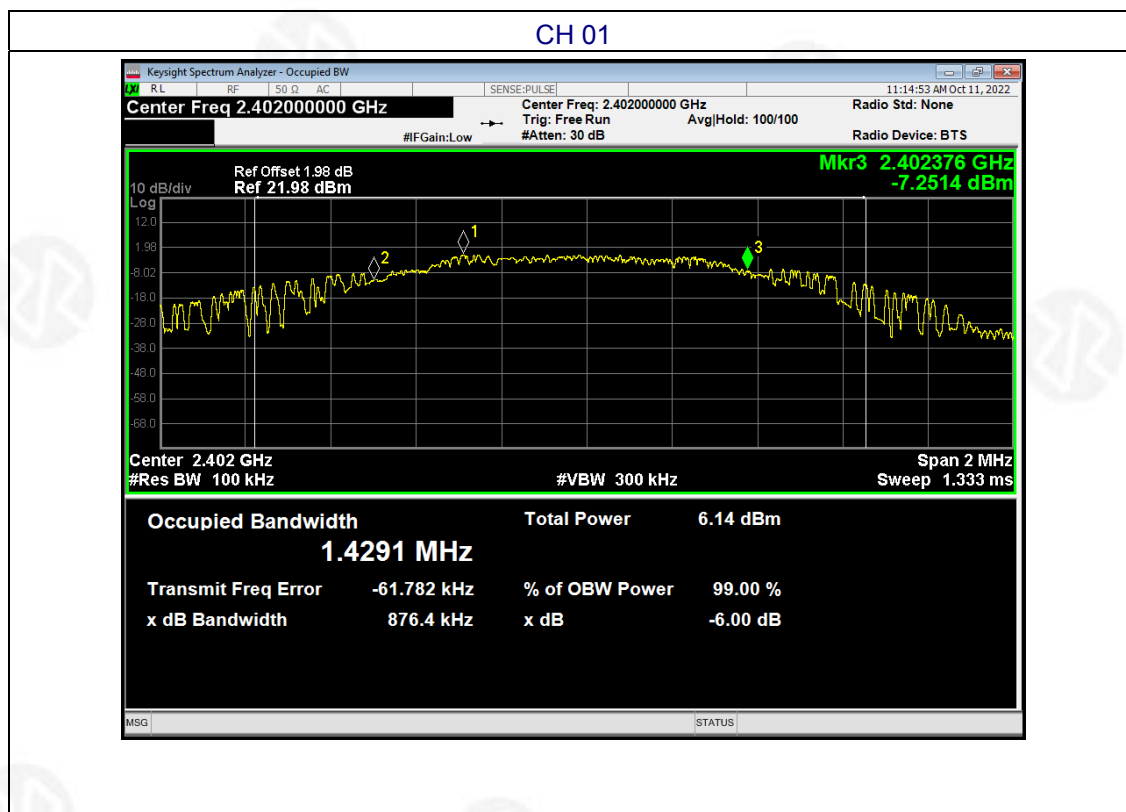 CH 01
Keysight Spectrum Analyzer - Occupied BW
LXI RL RF 50 Ω AC SENSE:PULSE 11:14:53 AM Oct 11, 2022
Center Freq 2.402000000 GHz Center Freq: 2.402000000 GHz Radio Std: None
Trig: Free Run Avg|Hold: 100/100
#IFGain:Low #Atten: 30 dB Radio Device: BTS
Mkr3 2.402376 GHz
-7.2514 dBm
Ref Offset 1.98 dB
10 dB/div Ref 21.98 dBm
Log
12.0
1.98
-8.02
-18.0
-28.0
-38.0
-48.0
-58.0
-68.0
1
2
3
Center 2.402 GHz Span 2 MHz
#Res BW 100 kHz #VBW 300 kHz Sweep 1.333 ms
Occupied Bandwidth Total Power 6.14 dBm
1.4291 MHz
Transmit Freq Error -61.782 kHz % of OBW Power 99.00 %
x dB Bandwidth 876.4 kHz x dB -6.00 dB
MSG STATUS